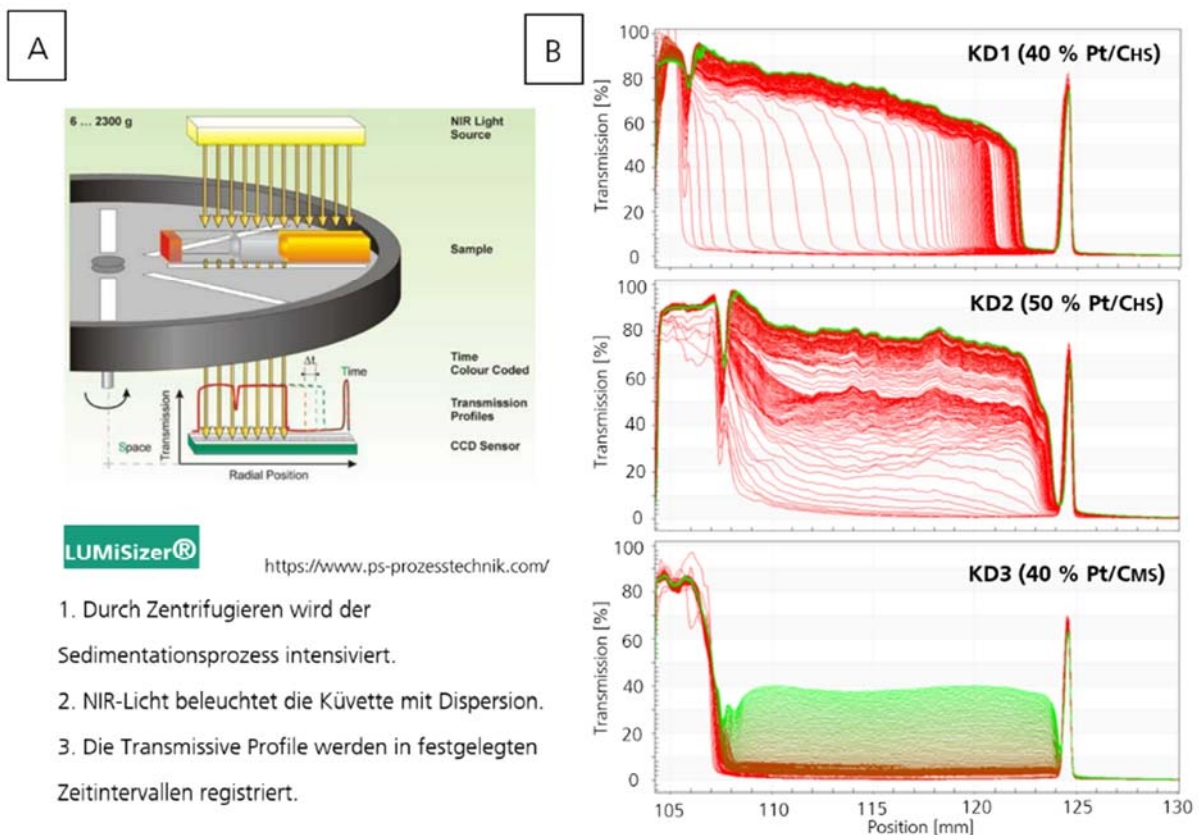 A
6 ... 2300 g
NIR Light
Source
Sample
Time
Colour Coded
Transmission
Profiles
CCD Sensor
Δt
Time
Space
Transmission
Radial Position
LUMiSizer®
https://www.ps-prozesstechnik.com/
1. Durch Zentrifugieren wird der
Sedimentationsprozess intensiviert.
2. NIR-Licht beleuchtet die Küvette mit Dispersion.
3. Die Transmissive Profile werden in festgelegten
Zeitintervallen registriert.
B
KD1 (40 % Pt/CHS)
Transmission [%]
100
80
60
40
20
0
KD2 (50 % Pt/CHS)
Transmission [%]
100
80
60
40
20
0
KD3 (40 % Pt/CMS)
Transmission [%]
100
80
60
40
20
0
105 110 115 120 125 130
Position [mm]